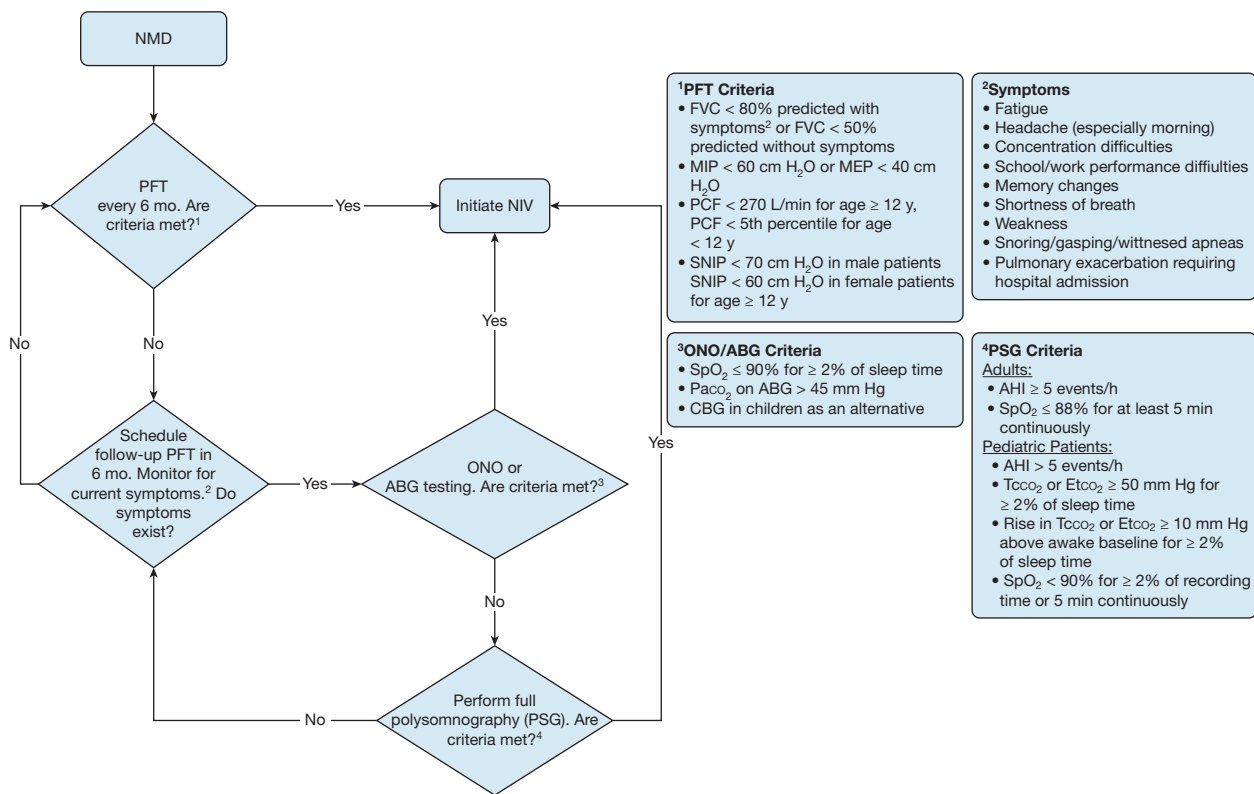 NMD
PFT
every 6 mo. Are
criteria met?¹
Yes
Initiate NIV
No
No
Yes
Schedule
follow-up PFT in
6 mo. Monitor for
current symptoms.² Do
symptoms
exist?
Yes
ONO or
ABG testing. Are criteria met?³
Yes
No
No
Perform full
polysomnography (PSG). Are
criteria met?⁴
¹PFT Criteria
• FVC < 80% predicted with
symptoms² or FVC < 50%
predicted without symptoms
• MIP < 60 cm H₂O or MEP < 40 cm
H₂O
• PCF < 270 L/min for age ≥ 12 y,
PCF < 5th percentile for age
< 12 y
• SNIP < 70 cm H₂O in male patients
SNIP < 60 cm H₂O in female patients
for age ≥ 12 y
²Symptoms
• Fatigue
• Headache (especially morning)
• Concentration difficulties
• School/work performance diffiulties
• Memory changes
• Shortness of breath
• Weakness
• Snoring/gasping/wittnesed apneas
• Pulmonary exacerbation requiring
hospital admission
³ONO/ABG Criteria
• SpO₂ ≤ 90% for ≥ 2% of sleep time
• PaCO₂ on ABG > 45 mm Hg
• CBG in children as an alternative
⁴PSG Criteria
Adults:
• AHI ≥ 5 events/h
• SpO₂ ≤ 88% for at least 5 min
continuously
Pediatric Patients:
• AHI > 5 events/h
• TcCO₂ or EtCO₂ ≥ 50 mm Hg for
≥ 2% of sleep time
• Rise in TcCO₂ or EtCO₂ ≥ 10 mm Hg
above awake baseline for ≥ 2%
of sleep time
• SpO₂ < 90% for ≥ 2% of recording
time or 5 min continuously